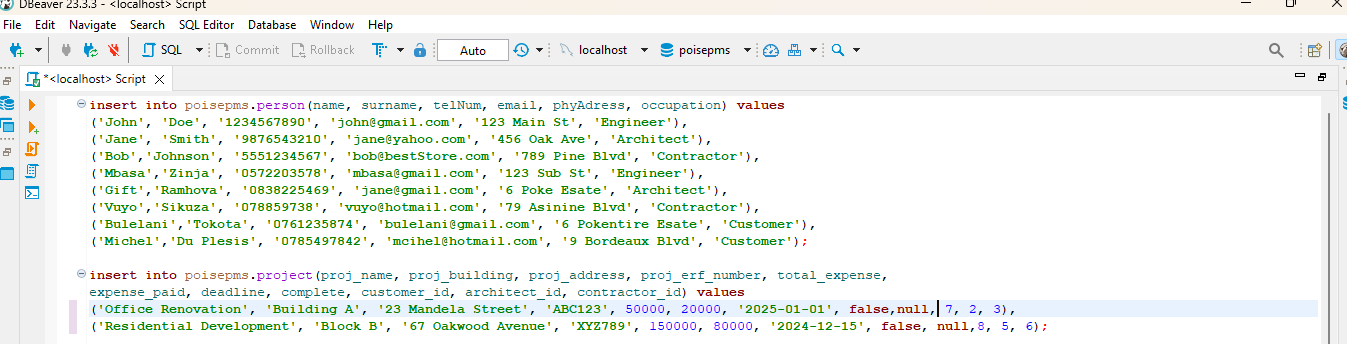 DBeaver 23.3.3 - <localhost> Script
File Edit Navigate Search SQL Editor Database Window Help
SQL Commit Rollback Auto localhost poisepms
*<localhost> Script
insert into poisepms.person(name, surname, telNum, email, phyAdress, occupation) values
('John', 'Doe', '1234567890', 'john@gmail.com', '123 Main St', 'Engineer'),
('Jane', 'Smith', '9876543210', 'jane@yahoo.com', '456 Oak Ave', 'Architect'),
('Bob','Johnson', '5551234567', 'bob@bestStore.com', '789 Pine Blvd', 'Contractor'),
('Mbasa','Zinja', '0572203578', 'mbasa@gmail.com', '123 Sub St', 'Engineer'),
('Gift','Ramhova', '0838225469', 'jane@gmail.com', '6 Poke Esate', 'Architect'),
('Vuyo','Sikuza', '078859738', 'vuyo@hotmail.com', '79 Asinine Blvd', 'Contractor'),
('Bulelani','Tokota', '0761235874', 'bulelani@gmail.com', '6 Pokentire Esate', 'Customer'),
('Michel','Du Plesis', '0785497842', 'mcihel@hotmail.com', '9 Bordeaux Blvd', 'Customer');
insert into poisepms.project(proj_name, proj_building, proj_address, proj_erf_number, total_expense,
expense_paid, deadline, complete, customer_id, architect_id, contractor_id) values
('Office Renovation', 'Building A', '23 Mandela Street', 'ABC123', 50000, 20000, '2025-01-01', false,null, 7, 2, 3),
('Residential Development', 'Block B', '67 Oakwood Avenue', 'XYZ789', 150000, 80000, '2024-12-15', false, null,8, 5, 6);